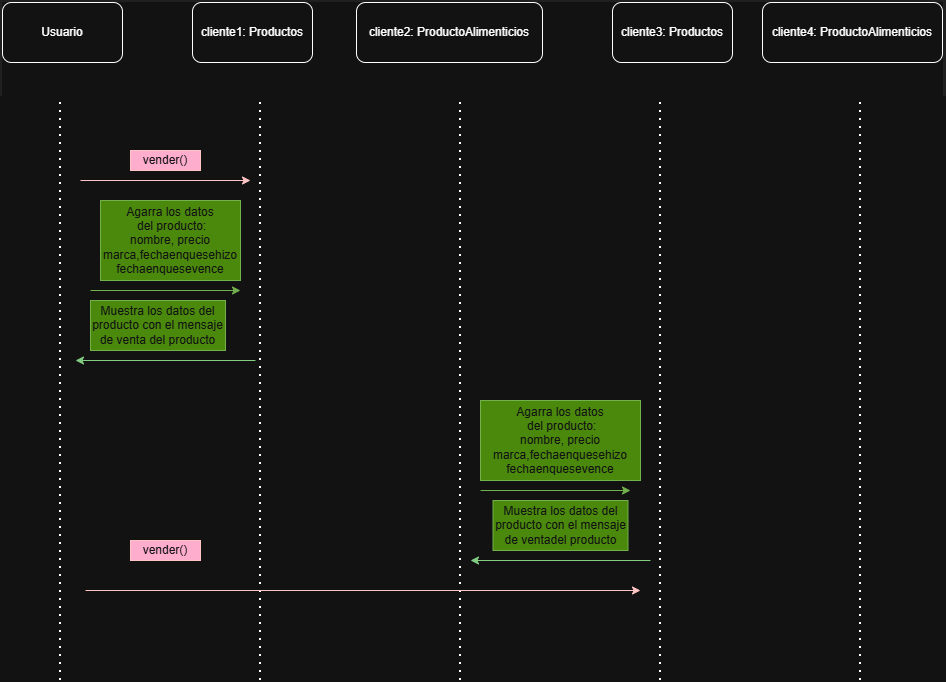 Usuario
cliente1: Productos
cliente2: ProductoAlimenticios
cliente3: Productos
cliente4: ProductoAlimenticios
vender()
Agarra los datos
del producto:
nombre, precio
marca,fechaenquesehizo
fechaenquesevence
Muestra los datos del
producto con el mensaje
de venta del producto
Agarra los datos
del producto:
nombre, precio
marca,fechaenquesehizo
fechaenquesevence
Muestra los datos del
producto con el mensaje
de ventadel producto
vender()